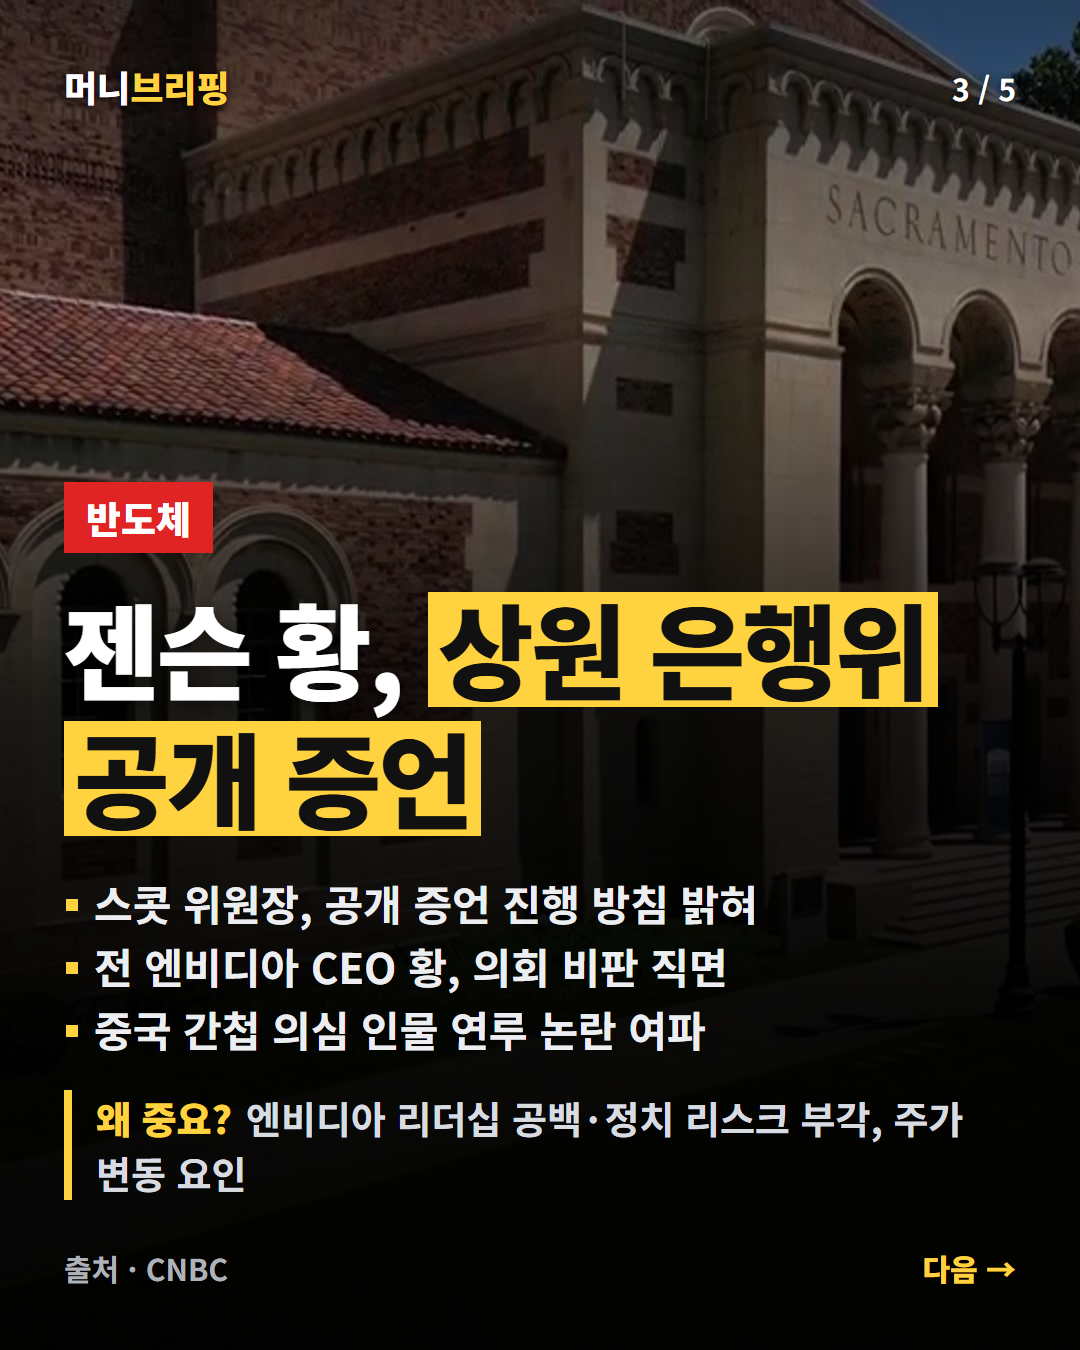 머니브리핑
3 / 5
SACRAMENTO
반도체
젠슨 황, 상원 은행위
공개 증언
스콧 위원장, 공개 증언 진행 방침 밝혀
전 엔비디아 CEO 황, 의회 비판 직면
중국 간첩 의심 인물 연루 논란 여파
왜 중요? 엔비디아 리더십 공백·정치 리스크 부각, 주가
변동 요인
출처 · CNBC
다음 →